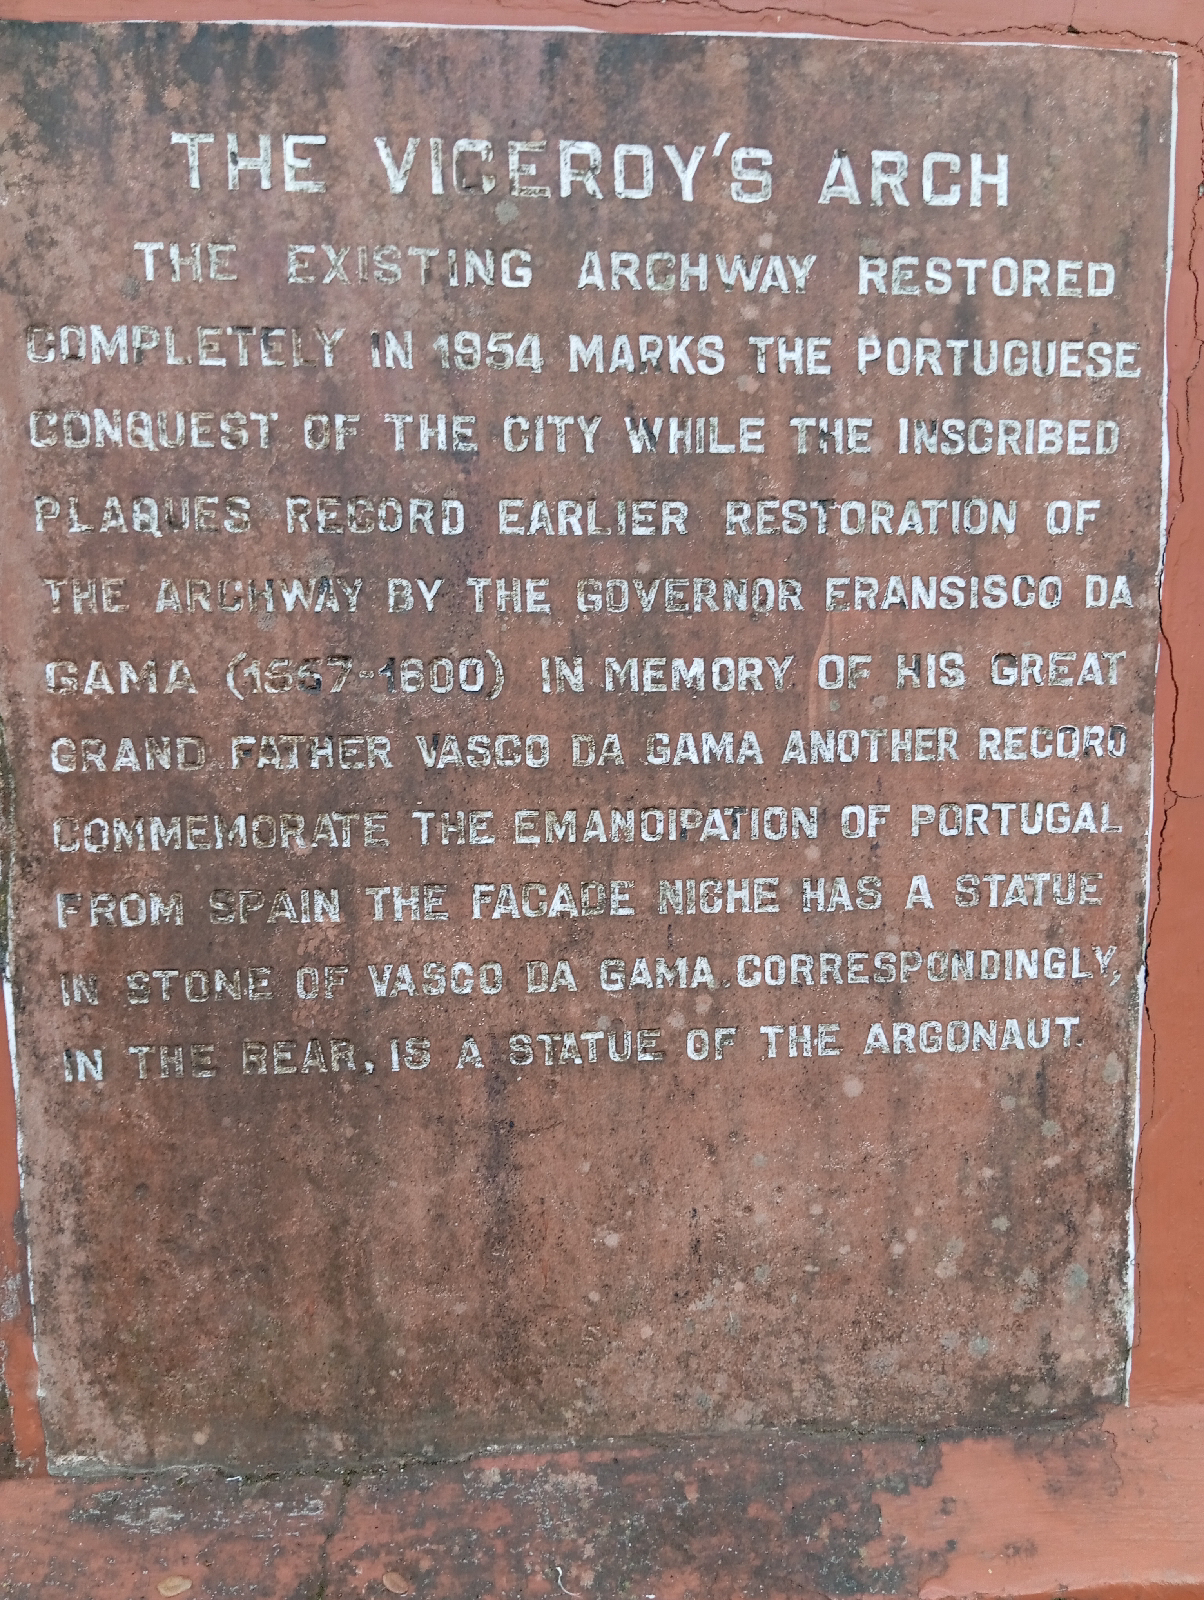 THE VICEROY'S ARCH
THE EXISTING ARCHWAY RESTORED
COMPLETELY IN 1954 MARKS THE PORTUGUESE
CONQUEST OF THE CITY WHILE THE INSCRIBED
PLAQUES RECORD EARLIER RESTORATION OF
THE ARCHWAY BY THE GOVERNOR FRANSISCO DA
GAMA (1567-1600) IN MEMORY OF HIS GREAT
GRAND FATHER VASCO DA GAMA ANOTHER RECORD
COMMEMORATE THE EMANCIPATION OF PORTUGAL
FROM SPAIN THE FACADE NICHE HAS A STATUE
IN STONE OF VASCO DA GAMA. CORRESPONDINGLY,
IN THE REAR, IS A STATUE OF THE ARGONAUT.